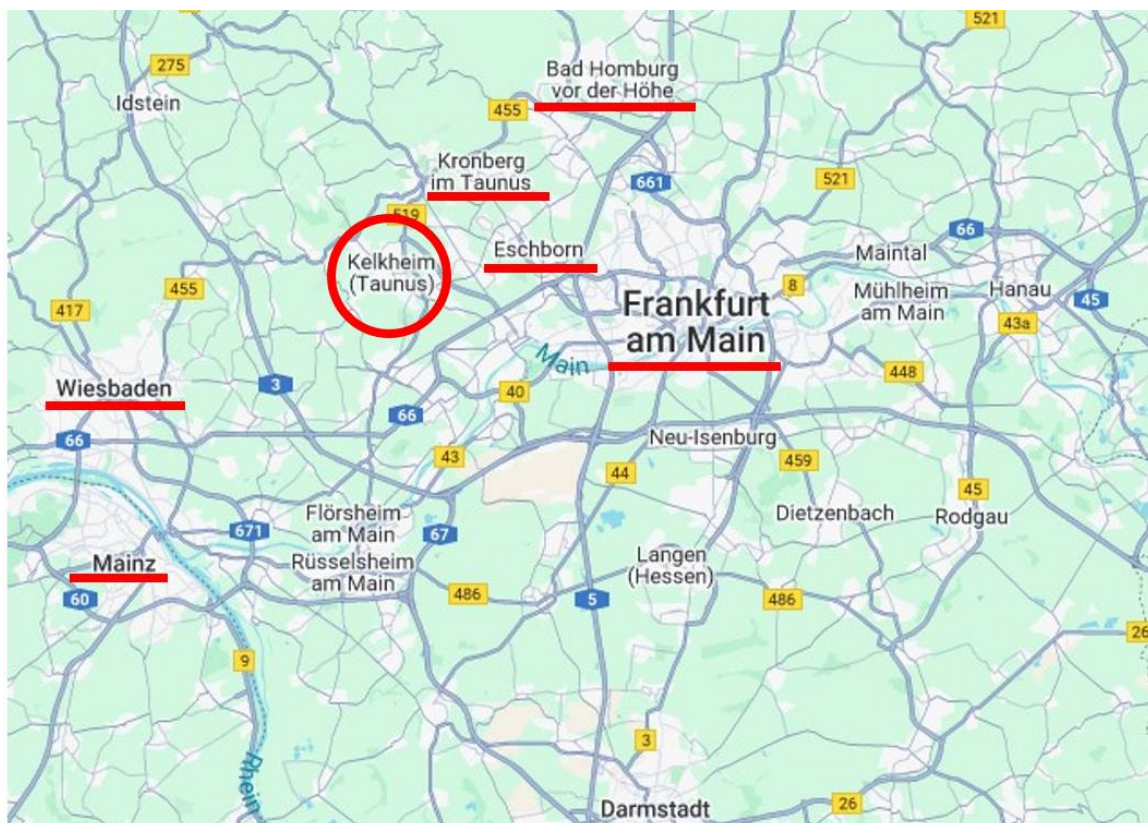 521
275
Bad Homburg
vor der Höhe
Idstein
455
Kronberg
im Taunus
661
521
519
66
Eschborn
Maintal
Kelkheim
(Taunus)
455
8
Mühlheim
am Main
Hanau
45
417
Frankfurt
am Main
43a
Main
448
3
Wiesbaden
40
66
66
Neu-Isenburg
43
459
44
45
Flörsheim
am Main
Dietzenbach
Rodgau
671
67
Mainz
Rüsselsheim
am Main
Langen
(Hessen)
60
486
5
486
26
9
Rhein
3
Darmstadt
26